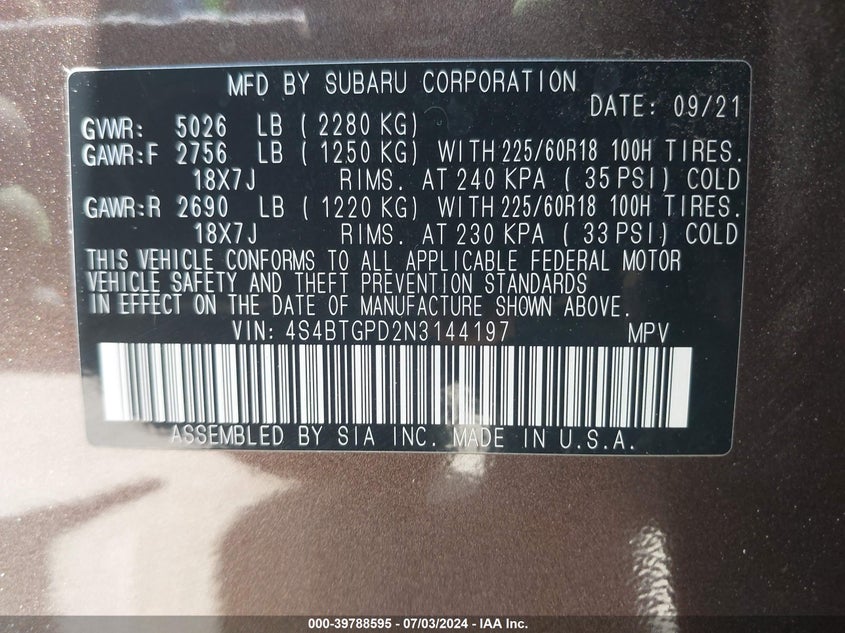 MFD BY SUBARU CORPORATION
DATE: 09/21
GVWR: 5026 LB ( 2280 KG)
GAWR:F 2756 LB ( 1250 KG) WITH 225/60R18 100H TIRES.
18X7J RIMS. AT 240 KPA ( 35 PSI) COLD
GAWR:R 2690 LB ( 1220 KG) WITH 225/60R18 100H TIRES.
18X7J RIMS. AT 230 KPA ( 33 PSI) COLD
THIS VEHICLE CONFORMS TO ALL APPLICABLE FEDERAL MOTOR
VEHICLE SAFETY AND THEFT PREVENTION STANDARDS
IN EFFECT ON THE DATE OF MANUFACTURE SHOWN ABOVE.
VIN: 4S4BTGPD2N3144197 MPV
ASSEMBLED BY SIA INC. MADE IN U.S.A.
000-39788595 - 07/03/2024 - IAA Inc.